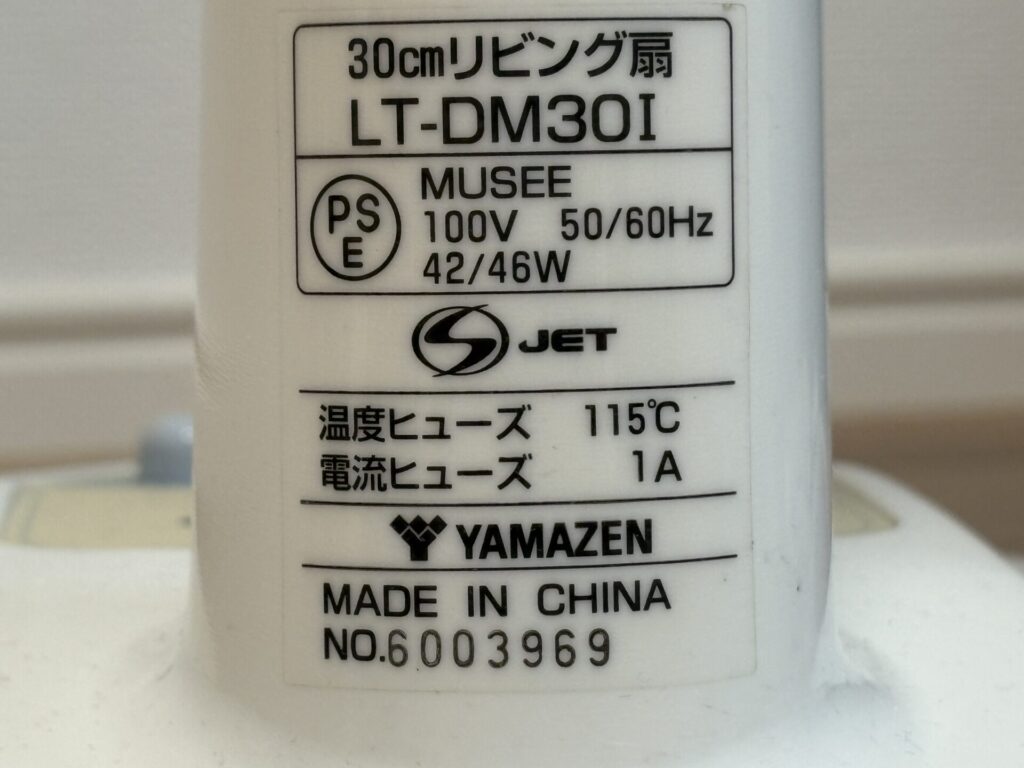 30cmリビング扇
LT-DM30I
PS
E
MUSEE
100V 50/60Hz
42/46W
JET
温度ヒューズ 115℃
電流ヒューズ 1A
YAMAZEN
MADE IN CHINA
NO.6003969